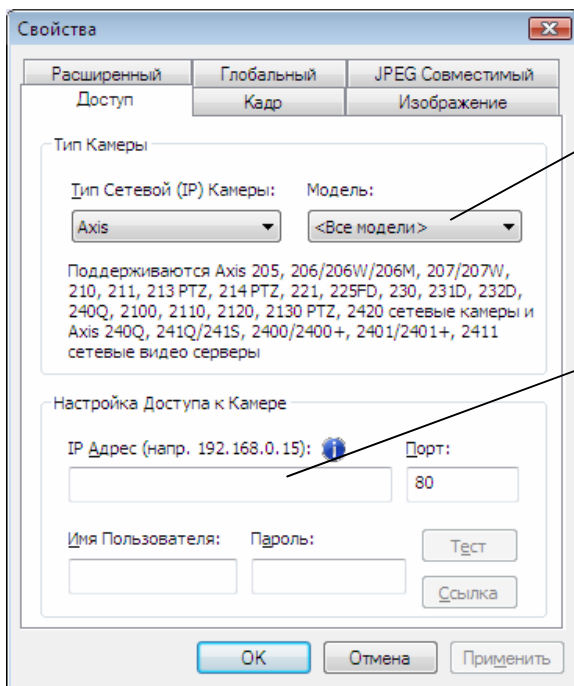 Свойства
Расширенный Глобальный JPEG Совместимый
Доступ Кадр Изображение
Тип Камеры
Тип Сетевой (IP) Камеры: Модель:
Axis <Все модели>
Поддерживаются Axis 205, 206/206W/206M, 207/207W,
210, 211, 213 PTZ, 214 PTZ, 221, 225FD, 230, 231D, 232D,
240Q, 2100, 2110, 2120, 2130 PTZ, 2420 сетевые камеры и
Axis 240Q, 241Q/241S, 2400/2400+, 2401/2401+, 2411
сетевые видео серверы
Настройка Доступа к Камере
IP Адрес (напр. 192.168.0.15): Порт:
80
Имя Пользователя: Пароль:
Тест
Ссылка
OK Отмена Применить